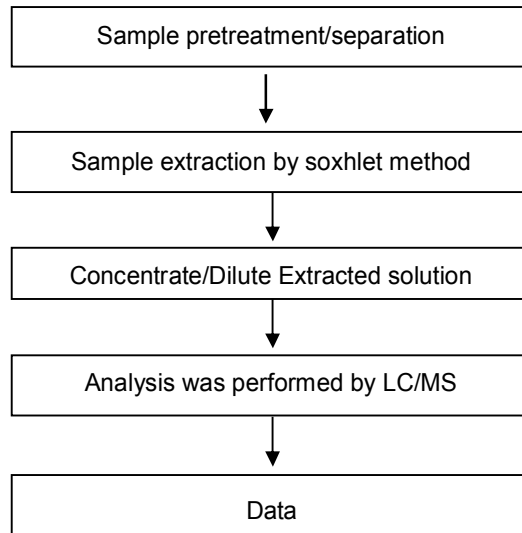 Sample pretreatment/separation
Sample extraction by soxhlet method
Concentrate/Dilute Extracted solution
Analysis was performed by LC/MS
Data